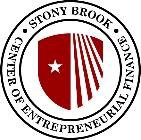 • STONY BROOK •
CENTER OF ENTREPRENEURIAL FINANCE